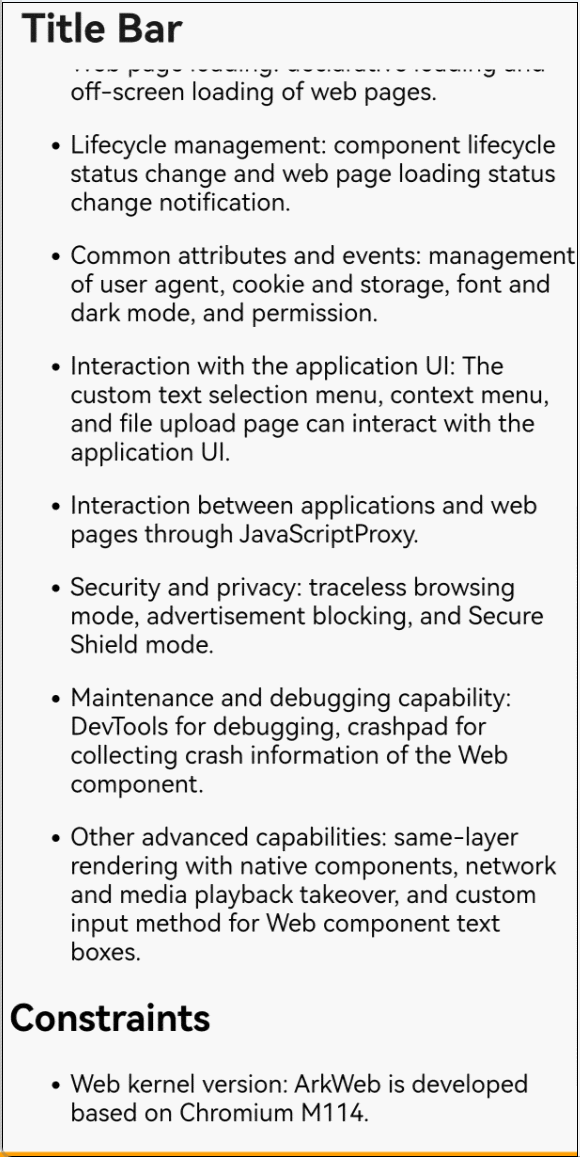 Title Bar
Web page loading: declarative loading and
off-screen loading of web pages.
• Lifecycle management: component lifecycle
status change and web page loading status
change notification.
• Common attributes and events: management
of user agent, cookie and storage, font and
dark mode, and permission.
• Interaction with the application UI: The
custom text selection menu, context menu,
and file upload page can interact with the
application UI.
• Interaction between applications and web
pages through JavaScriptProxy.
• Security and privacy: traceless browsing
mode, advertisement blocking, and Secure
Shield mode.
• Maintenance and debugging capability:
DevTools for debugging, crashpad for
collecting crash information of the Web
component.
• Other advanced capabilities: same-layer
rendering with native components, network
and media playback takeover, and custom
input method for Web component text
boxes.
Constraints
• Web kernel version: ArkWeb is developed
based on Chromium M114.